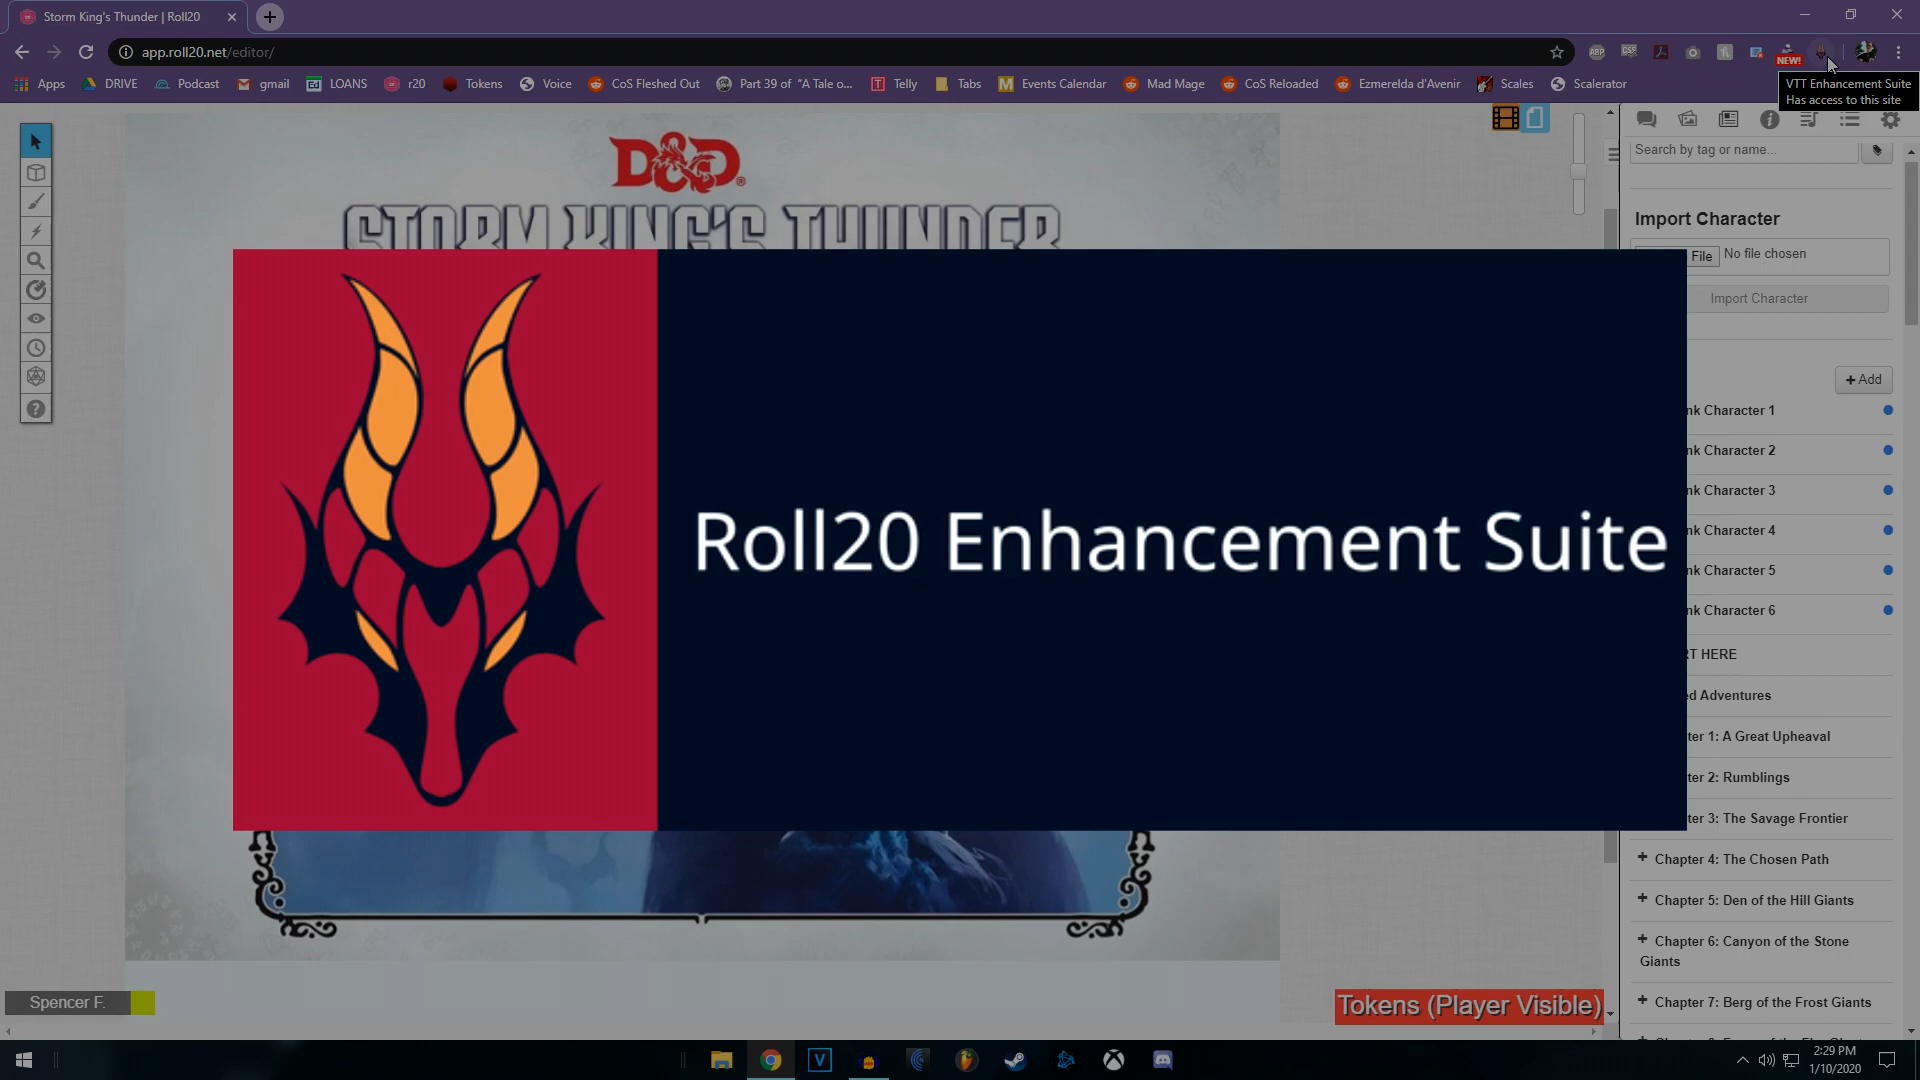 Storm King's Thunder | Roll20
app.roll20.net/editor/
ABP
NEW!
Apps
DRIVE
Podcast
gmail
LOANS
r20
Tokens
Voice
CoS Fleshed Out
Part 39 of "A Tale o...
Telly
Tabs
Events Calendar
Mad Mage
CoS Reloaded
Ezmerelda d'Avenir
Scales
Scalerator
VTT Enhancement Suite
Has access to this site
D&D
STORM KING'S THUNDER
Search by tag or name...
Import Character
File
No file chosen
Import Character
+ Add
nk Character 1
nk Character 2
nk Character 3
nk Character 4
nk Character 5
nk Character 6
RT HERE
ed Adventures
ter 1: A Great Upheaval
ter 2: Rumblings
ter 3: The Savage Frontier
Chapter 4: The Chosen Path
Chapter 5: Den of the Hill Giants
Chapter 6: Canyon of the Stone
Giants
Chapter 7: Berg of the Frost Giants
Roll20 Enhancement Suite
Spencer F.
Tokens (Player Visible)
2:29 PM
1/10/2020